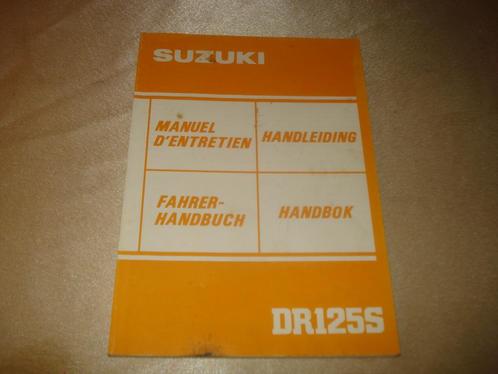 SUZUKI
MANUEL
D'ENTRETIEN
HANDLEIDING
FAHRER-
HANDBUCH
HANDBOK
DR125S